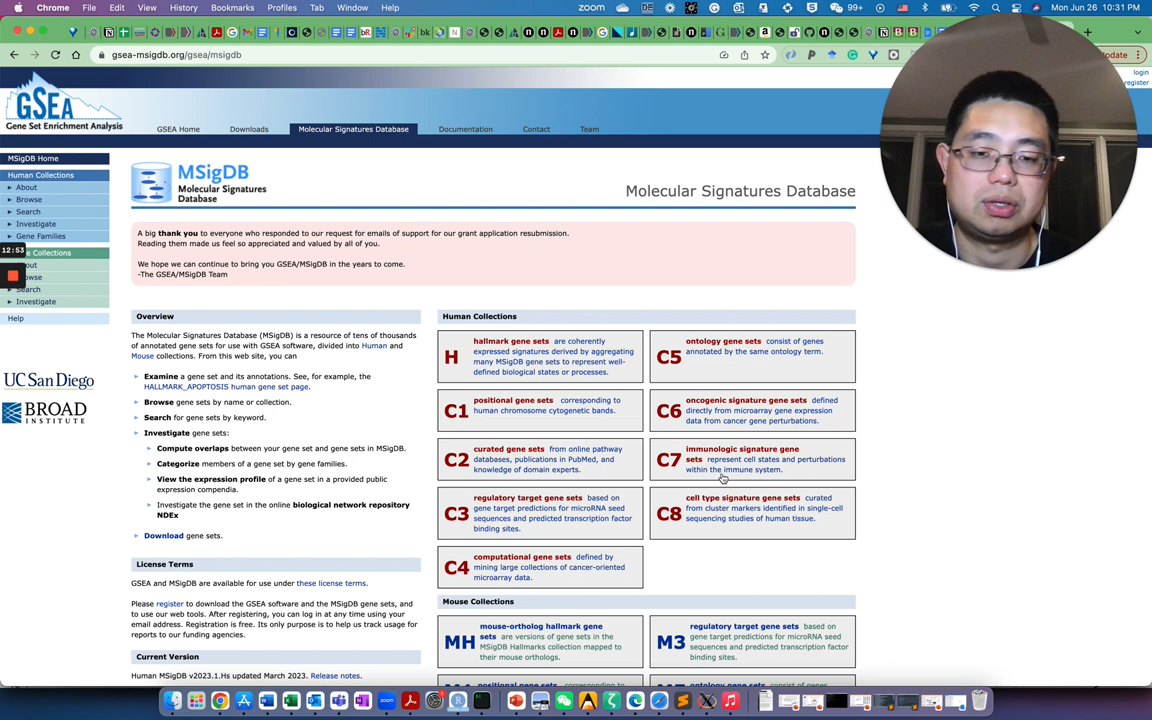 Chrome File Edit View History Bookmarks Profiles Tab Window Help
zoom
99+
Mon Jun 26 10:31 PM
gsea-msigdb.org/gsea/msigdb
login
register
GSEA
Gene Set Enrichment Analysis
GSEA Home
Downloads
Molecular Signatures Database
Documentation
Contact
Team
MSigDB Home
Human Collections
About
Browse
Search
Investigate
Gene Families
12:53
Collections
Search
Investigate
Help
UC San Diego
BROAD
INSTITUTE
MSigDB
Molecular Signatures
Database
Molecular Signatures Database
A big thank you to everyone who responded to our request for emails of support for our grant application resubmission.
Reading them made us feel so appreciated and valued by all of you.
We hope we can continue to bring you GSEA/MSigDB in the years to come.
-The GSEA/MSigDB Team
Overview
The Molecular Signatures Database (MSigDB) is a resource of tens of thousands
of annotated gene sets for use with GSEA software, divided into Human and
Mouse collections. From this web site, you can
Examine a gene set and its annotations. See, for example, the
HALLMARK_APOPTOSIS human gene set page.
Browse gene sets by name or collection.
Search for gene sets by keyword.
Investigate gene sets:
Compute overlaps between your gene set and gene sets in MSigDB.
Categorize members of a gene set by gene families.
View the expression profile of a gene set in a provided public
expression compendia.
Investigate the gene set in the online biological network repository
NDEx
Download gene sets.
License Terms
GSEA and MSigDB are available for use under these license terms.
Please register to download the GSEA software and the MSigDB gene sets, and
to use our web tools. After registering, you can log in at any time using your
email address. Registration is free. Its only purpose is to help us track usage for
reports to our funding agencies.
Current Version
Human MSigDB v2023.1.Hs updated March 2023. Release notes.
Human Collections
H
hallmark gene sets are coherently
expressed signatures derived by aggregating
many MSigDB gene sets to represent well-
defined biological states or processes.
C1
positional gene sets corresponding to
human chromosome cytogenetic bands.
C2
curated gene sets from online pathway
databases, publications in PubMed, and
knowledge of domain experts.
C3
regulatory target gene sets based on
gene target predictions for microRNA seed
sequences and predicted transcription factor
binding sites.
C4
computational gene sets defined by
mining large collections of cancer-oriented
microarray data.
C5
ontology gene sets consist of genes
annotated by the same ontology term.
C6
oncogenic signature gene sets defined
directly from microarray gene expression
data from cancer gene perturbations.
C7
immunologic signature gene
sets represent cell states and perturbations
within the immune system.
C8
cell type signature gene sets curated
from cluster markers identified in single-cell
sequencing studies of human tissue.
Mouse Collections
MH
mouse-ortholog hallmark gene
sets are versions of gene sets in the
MSigDB Hallmarks collection mapped to
their mouse orthologs.
M3
regulatory target gene sets based on
gene target predictions for microRNA seed
sequences and predicted transcription factor
binding sites.